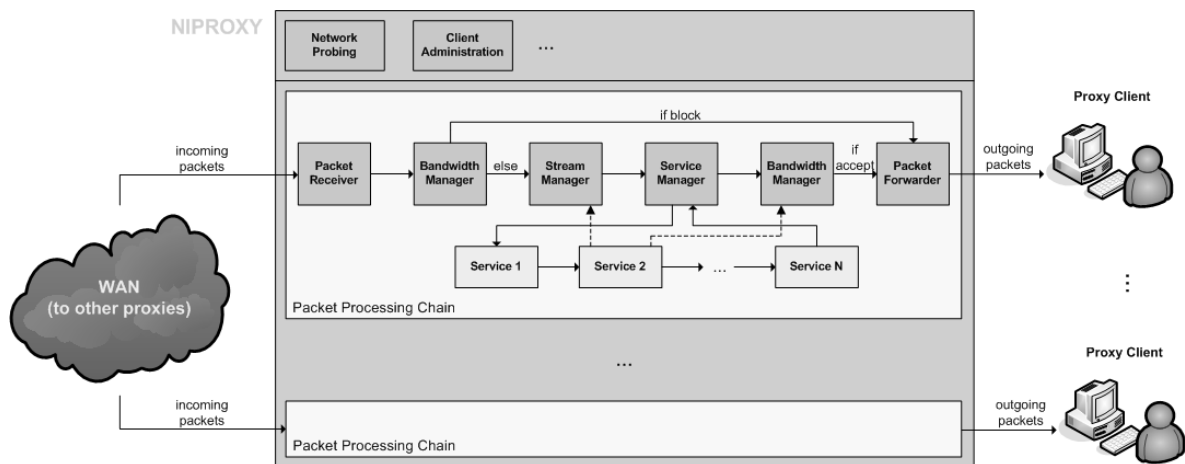 NIPROXY
Network
Probing
Client
Administration
...
Proxy Client
if block
incoming
packets
Packet
Receiver
Bandwidth
Manager
else
Stream
Manager
Service
Manager
Bandwidth
Manager
if
accept
Packet
Forwarder
outgoing
packets
Service 1
Service 2
...
Service N
WAN
(to other proxies)
Packet Processing Chain
...
...
Proxy Client
incoming
packets
outgoing
packets
Packet Processing Chain